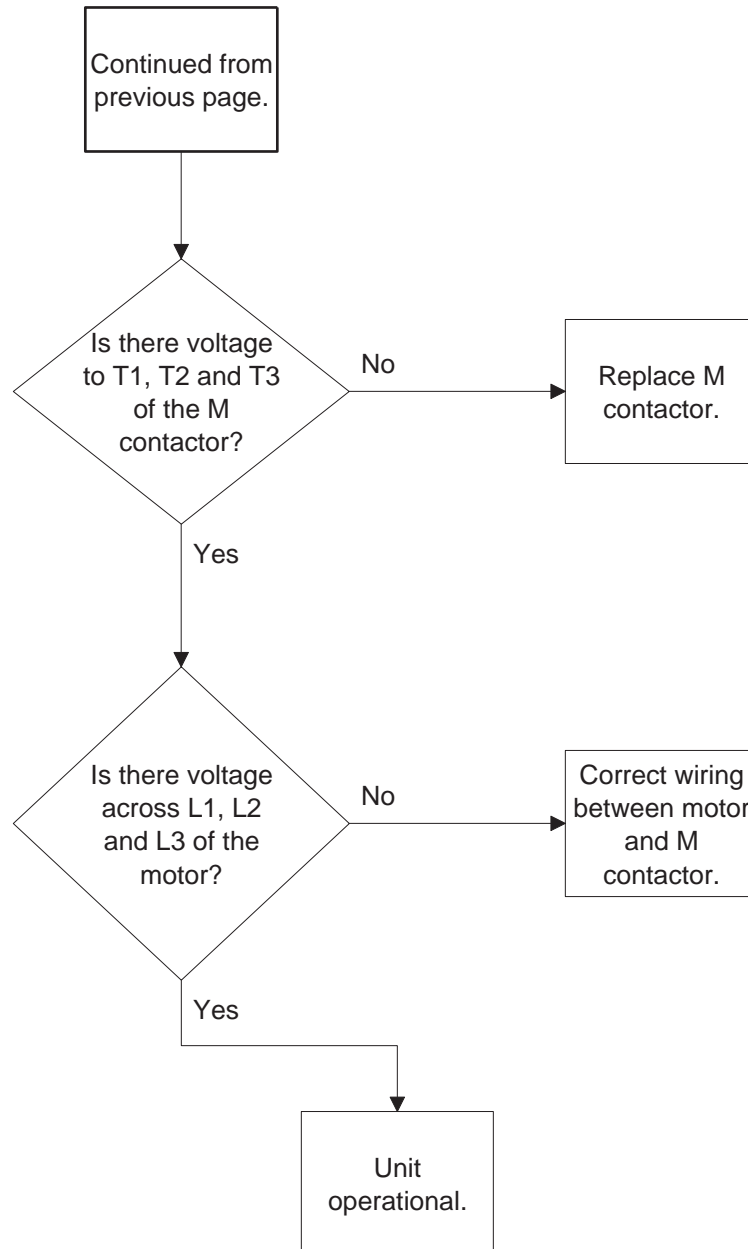 Continued from
previous page.
Is there voltage
to T1, T2 and T3
of the M
contactor?
No
Replace M
contactor.
Yes
Is there voltage
across L1, L2
and L3 of the
motor?
No
Correct wiring
between motor
and M
contactor.
Yes
Unit
operational.